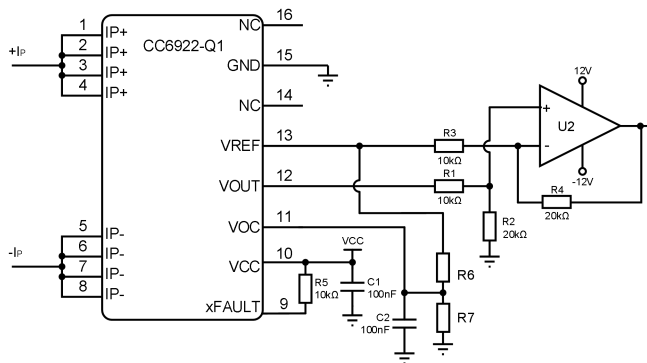 CC6922-Q1
+IP
1 IP+
2 IP+
3 IP+
4 IP+
-IP
5 IP-
6 IP-
7 IP-
8 IP-
NC 16
GND 15
NC 14
VREF 13
VOUT 12
VOC 11
VCC 10
xFAULT 9
R3
10kΩ
R1
10kΩ
R2
20kΩ
12V
+
U2
-
-12V
R4
20kΩ
VCC
R5
10kΩ
C1
100nF
C2
100nF
R6
R7